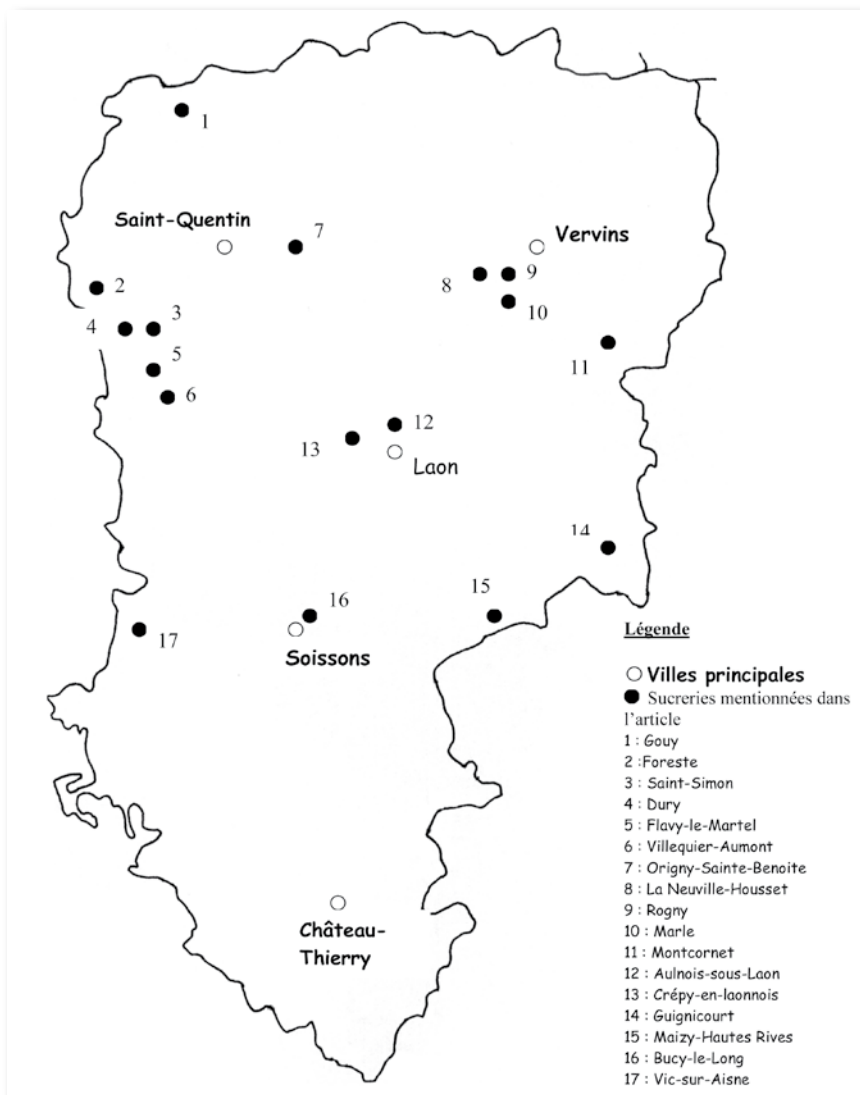 1
Saint-Quentin
7
Vervins
2
8
9
4
3
10
5
11
6
12
13
Laon
14
16
15
17
Soissons
Légende
Villes principales
Sucreries mentionnées dans
l'article
1 : Gouy
2 :Foreste
3 : Saint-Simon
4 : Dury
5 : Flavy-le-Martel
6 : Villequier-Aumont
7 : Origny-Sainte-Benoite
8 : La Neuville-Housset
9 : Rogny
10 : Marle
11 : Montcornet
12 : Aulnois-sous-Laon
13 : Crépy-en-laonnois
14 : Guignicourt
15 : Maizy-Hautes Rives
16 : Bucy-le-Long
17 : Vic-sur-Aisne
Château-
Thierry